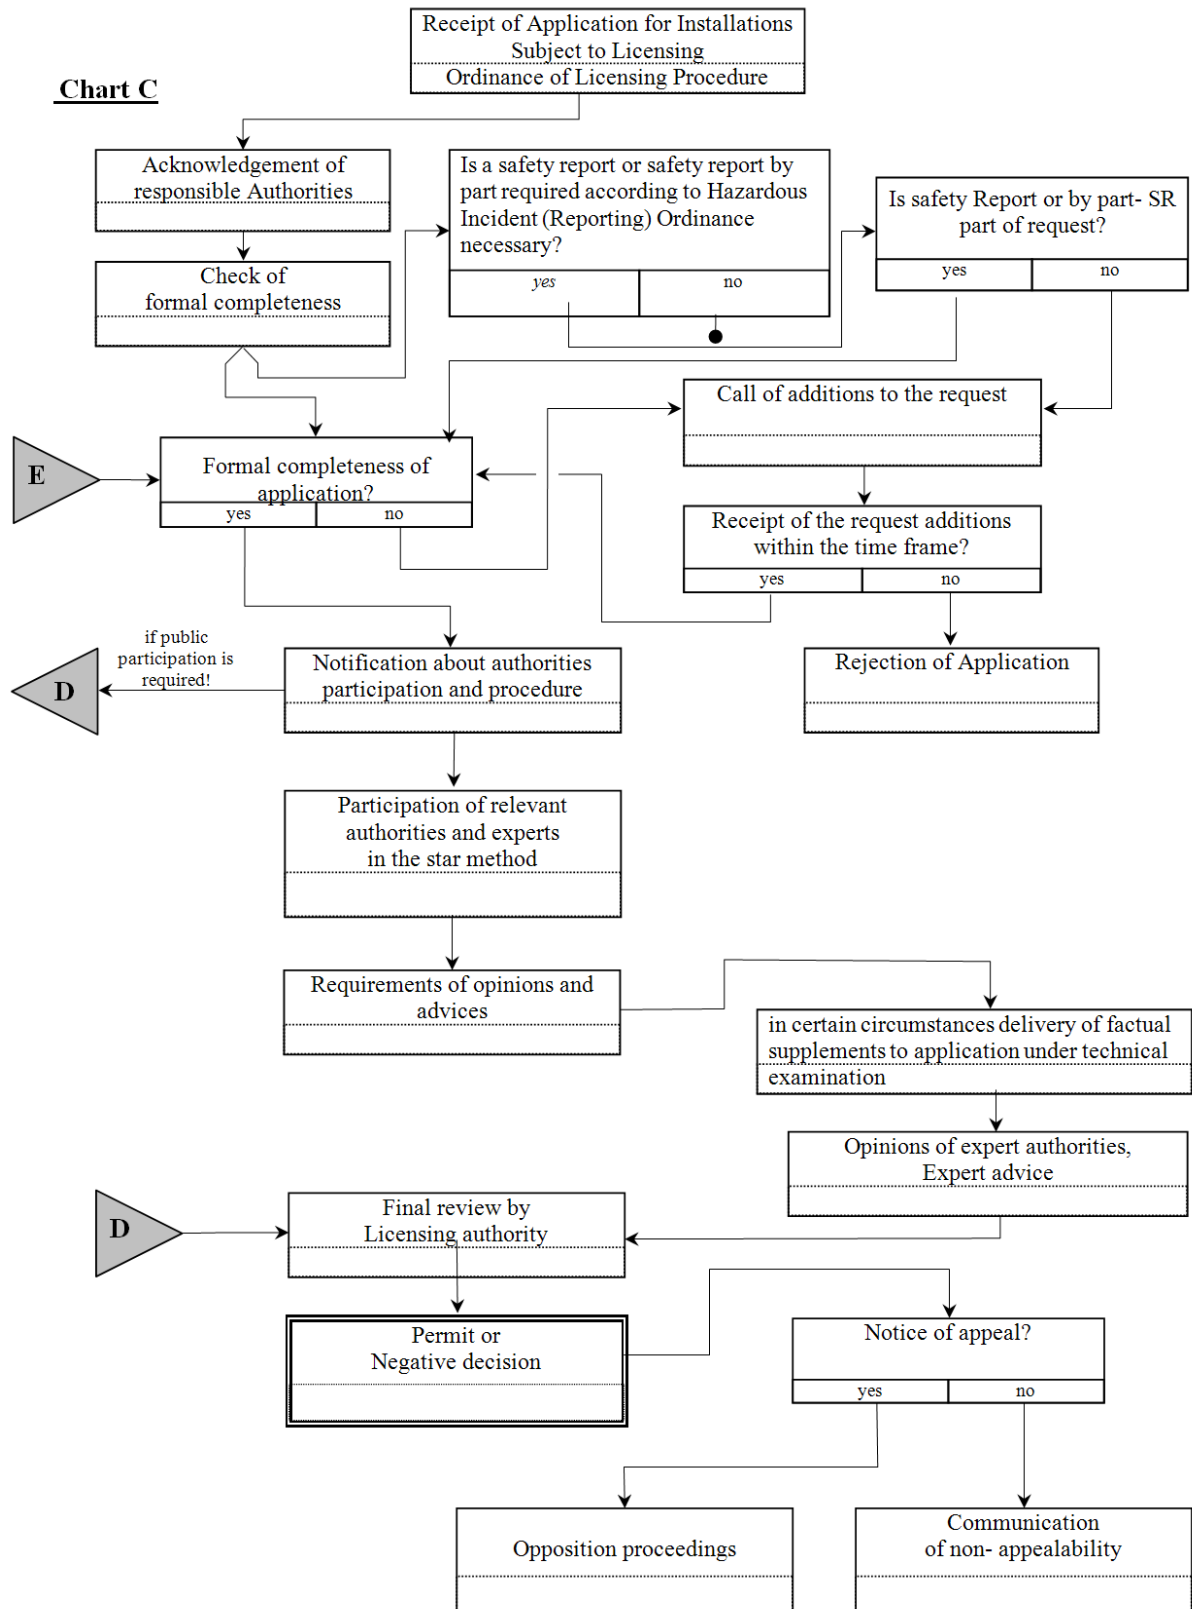 Receipt of Application for Installations
Subject to Licensing
Ordinance of Licensing Procedure
Chart C
Acknowledgement of
responsible Authorities
Is a safety report or safety report by
part required according to Hazardous
Incident (Reporting) Ordinance
necessary?
yes
no
Is safety Report or by part- SR
part of request?
yes
no
Check of
formal completeness
Call of additions to the request
E
Formal completeness of
application?
yes
no
Receipt of the request additions
within the time frame?
yes
no
if public
participation is
required!
D
Notification about authorities
participation and procedure
Rejection of Application
Participation of relevant
authorities and experts
in the star method
Requirements of opinions and
advices
in certain circumstances delivery of factual
supplements to application under technical
examination
Opinions of expert authorities,
Expert advice
D
Final review by
Licensing authority
Permit or
Negative decision
Notice of appeal?
yes
no
Opposition proceedings
Communication
of non- appealability